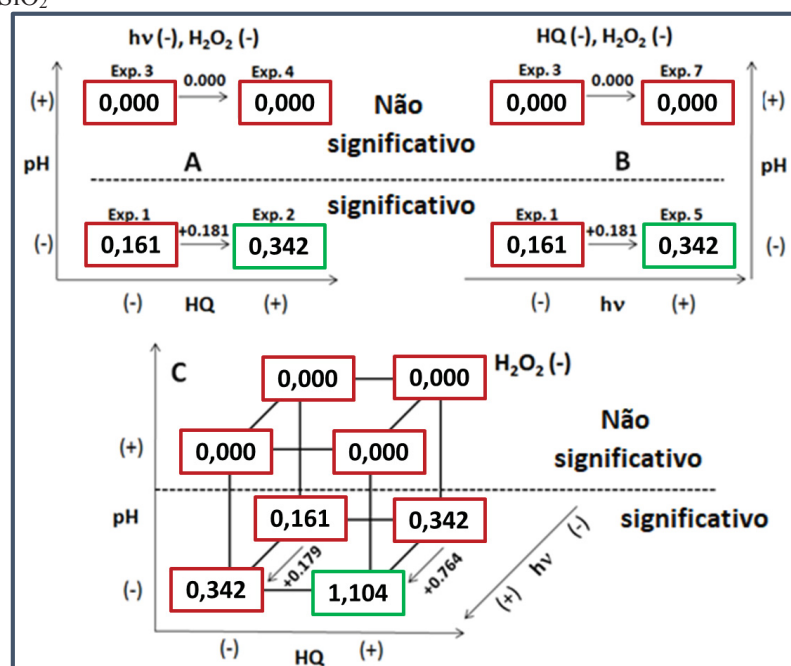 SiO2
hν (-), H2O2 (-)
HQ (-), H2O2 (-)
Exp. 3 0.000 Exp. 4
(+) 0,000 0,000
Não significativo
Exp. 3 0.000 Exp. 7
0,000 0,000 (+)
pH A
B pH
significativo
Exp. 1 +0.181 Exp. 2
(-) 0,161 0,342
Exp. 1 +0.181 Exp. 5
0,161 0,342 (-)
(-) HQ (+)
(-) hν (+)
C
0,000 0,000 H2O2 (-)
(+) 0,000 0,000
Não
significativo
pH 0,161 0,342 significativo
+0.179 +0.764
(-) 0,342 1,104
(+) hν (-)
(-) HQ (+)